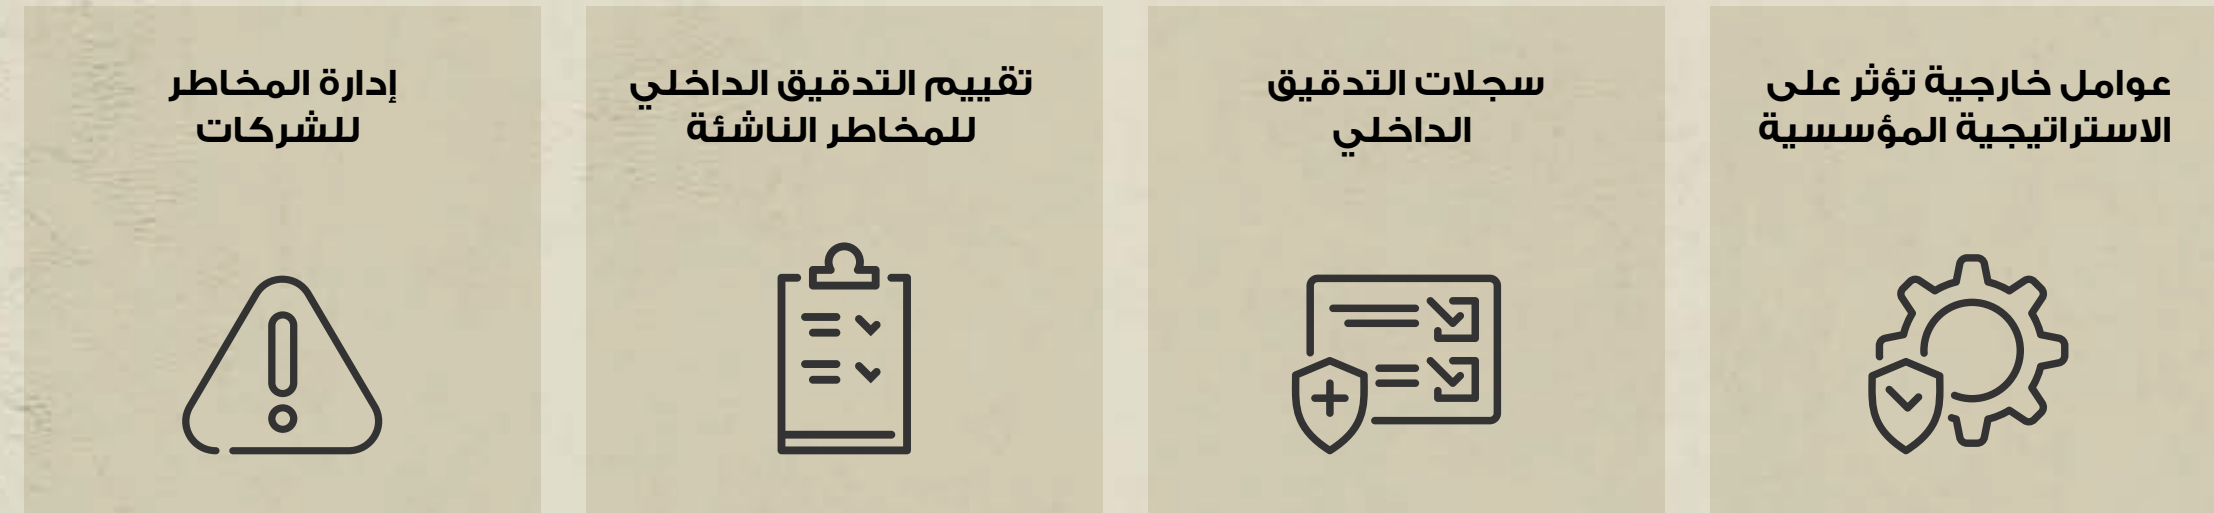 عوامل خارجية تؤثر على
الاستراتيجية المؤسسية
سجلات التدقيق
الداخلي
تقييم التدقيق الداخلي
للمخاطر الناشئة
إدارة المخاطر
للشركات